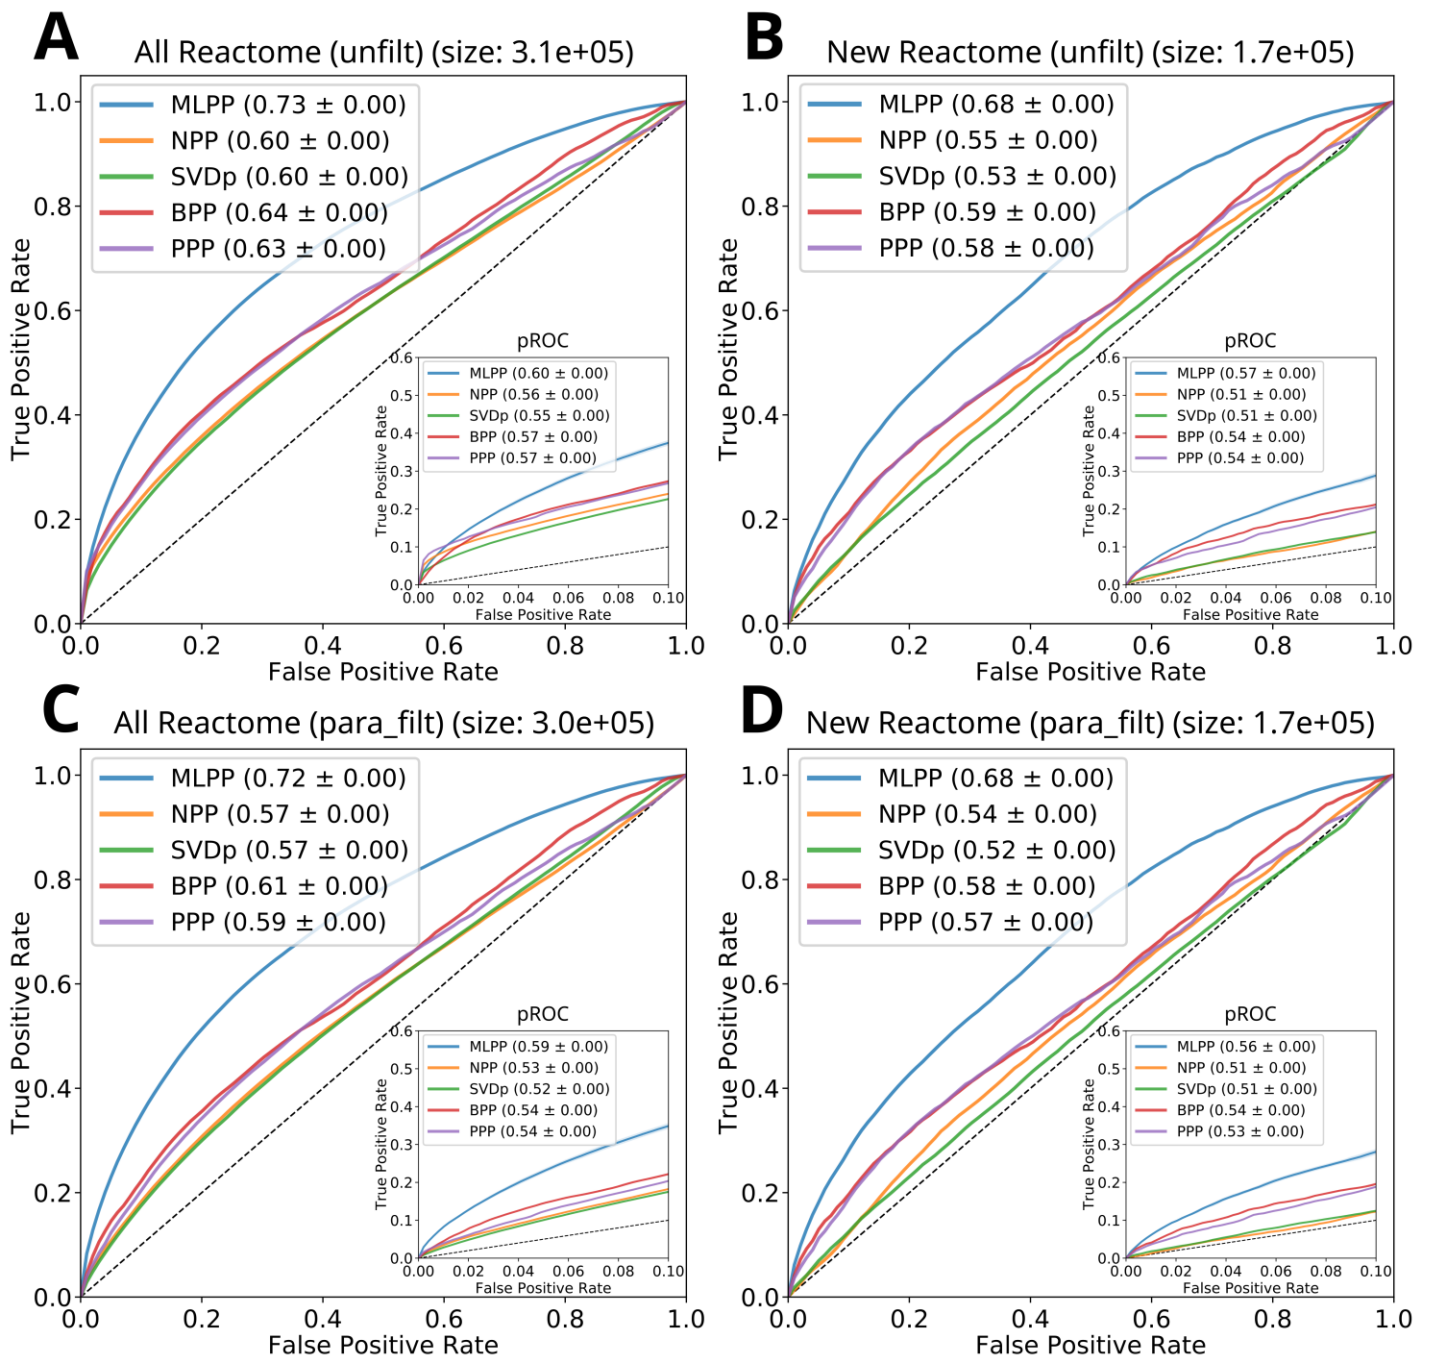 A
All Reactome (unfilt) (size: 3.1e+05)
MLPP (0.73 ± 0.00)
NPP (0.60 ± 0.00)
SVDp (0.60 ± 0.00)
BPP (0.64 ± 0.00)
PPP (0.63 ± 0.00)
True Positive Rate
1.0
0.8
0.6
0.4
0.2
0.0
0.0 0.2 0.4 0.6 0.8 1.0
False Positive Rate
pROC
MLPP (0.60 ± 0.00)
NPP (0.56 ± 0.00)
SVDp (0.55 ± 0.00)
BPP (0.57 ± 0.00)
PPP (0.57 ± 0.00)
True Positive Rate
0.6
0.5
0.4
0.3
0.2
0.1
0.0
0.00 0.02 0.04 0.06 0.08 0.10
False Positive Rate
B
New Reactome (unfilt) (size: 1.7e+05)
MLPP (0.68 ± 0.00)
NPP (0.55 ± 0.00)
SVDp (0.53 ± 0.00)
BPP (0.59 ± 0.00)
PPP (0.58 ± 0.00)
True Positive Rate
1.0
0.8
0.6
0.4
0.2
0.0
0.0 0.2 0.4 0.6 0.8 1.0
False Positive Rate
pROC
MLPP (0.57 ± 0.00)
NPP (0.51 ± 0.00)
SVDp (0.51 ± 0.00)
BPP (0.54 ± 0.00)
PPP (0.54 ± 0.00)
True Positive Rate
0.6
0.5
0.4
0.3
0.2
0.1
0.0
0.00 0.02 0.04 0.06 0.08 0.10
False Positive Rate
C
All Reactome (para_filt) (size: 3.0e+05)
MLPP (0.72 ± 0.00)
NPP (0.57 ± 0.00)
SVDp (0.57 ± 0.00)
BPP (0.61 ± 0.00)
PPP (0.59 ± 0.00)
True Positive Rate
1.0
0.8
0.6
0.4
0.2
0.0
0.0 0.2 0.4 0.6 0.8 1.0
False Positive Rate
pROC
MLPP (0.59 ± 0.00)
NPP (0.53 ± 0.00)
SVDp (0.52 ± 0.00)
BPP (0.54 ± 0.00)
PPP (0.54 ± 0.00)
True Positive Rate
0.6
0.5
0.4
0.3
0.2
0.1
0.0
0.00 0.02 0.04 0.06 0.08 0.10
False Positive Rate
D
New Reactome (para_filt) (size: 1.7e+05)
MLPP (0.68 ± 0.00)
NPP (0.54 ± 0.00)
SVDp (0.52 ± 0.00)
BPP (0.58 ± 0.00)
PPP (0.57 ± 0.00)
True Positive Rate
1.0
0.8
0.6
0.4
0.2
0.0
0.0 0.2 0.4 0.6 0.8 1.0
False Positive Rate
pROC
MLPP (0.56 ± 0.00)
NPP (0.51 ± 0.00)
SVDp (0.51 ± 0.00)
BPP (0.54 ± 0.00)
PPP (0.53 ± 0.00)
True Positive Rate
0.6
0.5
0.4
0.3
0.2
0.1
0.0
0.00 0.02 0.04 0.06 0.08 0.10
False Positive Rate